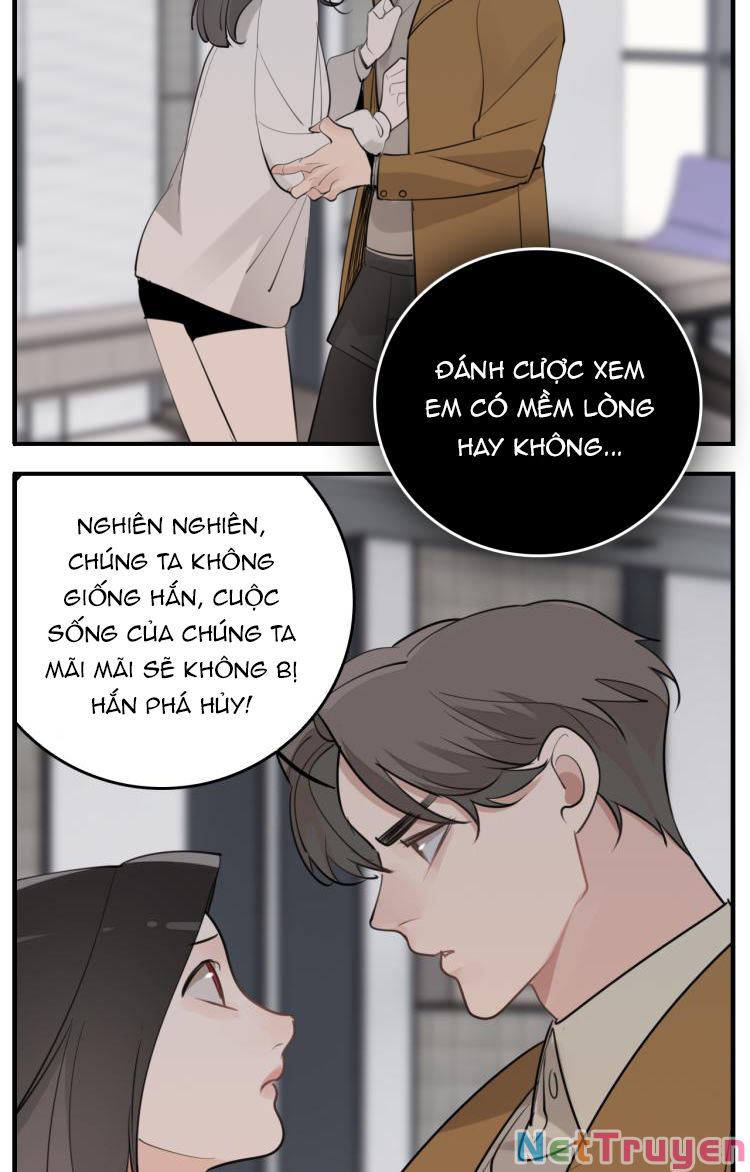 ĐÁNH CƯỢC XEM
EM CÓ MỀM LÒNG
HAY KHÔNG...
NGHIÊN NGHIÊN,
CHÚNG TA KHÔNG
GIỐNG HẮN, CUỘC
SỐNG CỦA CHÚNG TA
MÃI MÃI SẼ KHÔNG BỊ
HẮN PHÁ HỦY!
NetTruyen